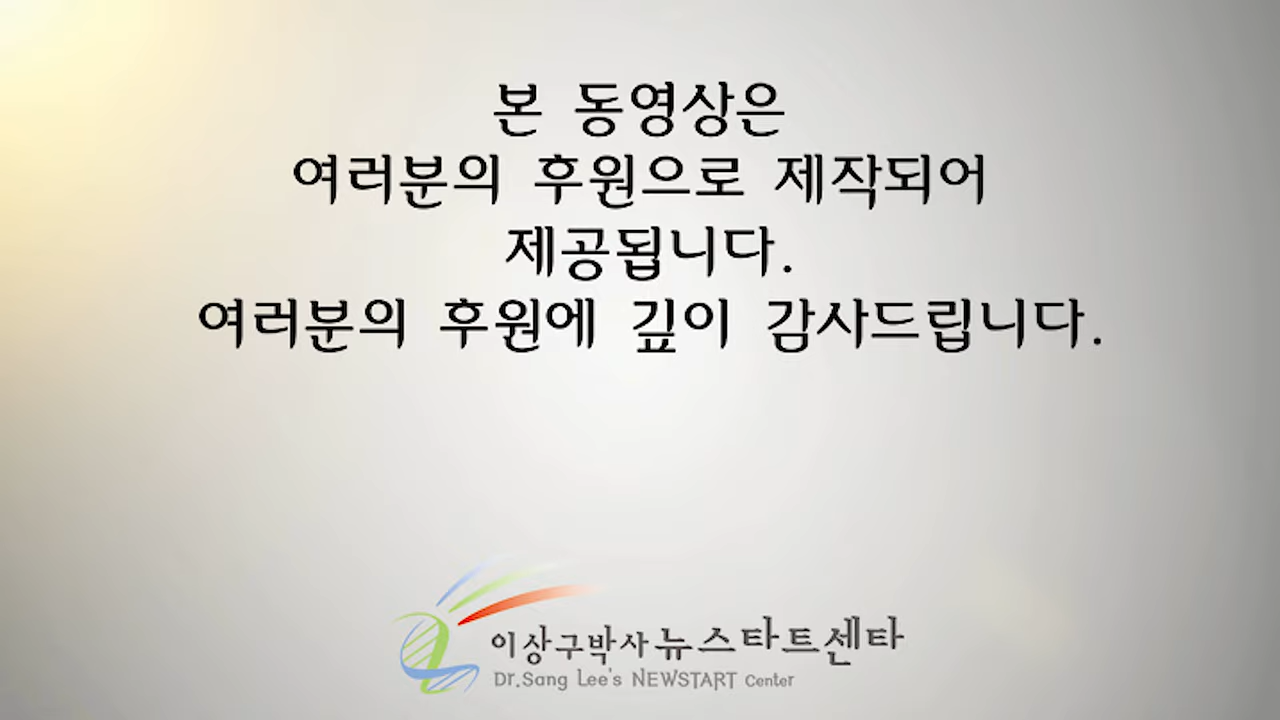 본 동영상은
여러분의 후원으로 제작되어
제공됩니다.
여러분의 후원에 깊이 감사드립니다.
이상구박사 뉴스타트센타
Dr.Sang Lee's NEWSTART Center